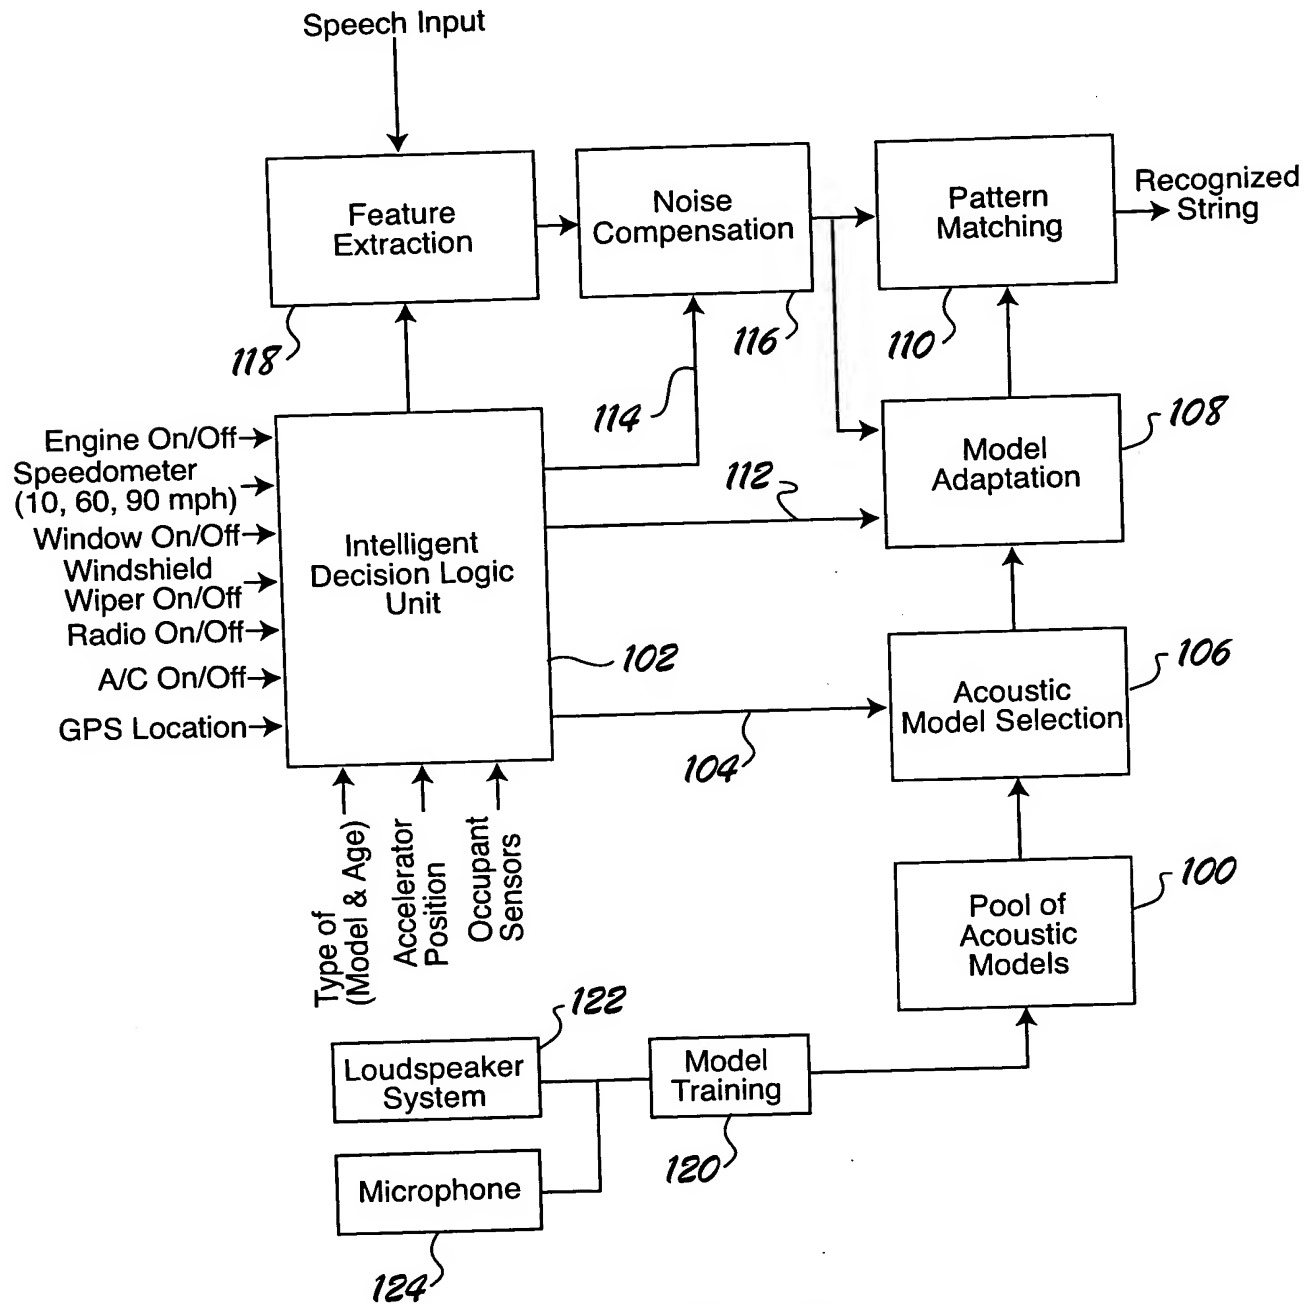 Speech Input
Feature
Extraction
Noise
Compensation
Pattern
Matching
Recognized
String
118
116
110
114
Engine On/Off
Speedometer
(10, 60, 90 mph)
Window On/Off
Windshield
Wiper On/Off
Radio On/Off
A/C On/Off
GPS Location
Intelligent
Decision Logic
Unit
102
112
104
Model
Adaptation
108
Acoustic
Model Selection
106
Type of
(Model & Age)
Accelerator
Position
Occupant
Sensors
Pool of
Acoustic
Models
100
122
Loudspeaker
System
Model
Training
120
Microphone
124